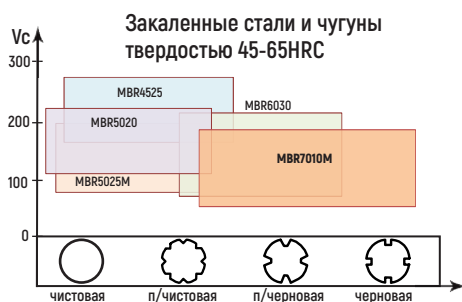 Закаленные стали и чугуны
твердостью 45-65HRC
Vc
300
MBR4525
MBR6030
200
MBR5020
MBR7010M
100
MBR5025M
0
чистовая п/чистовая п/черновая черновая